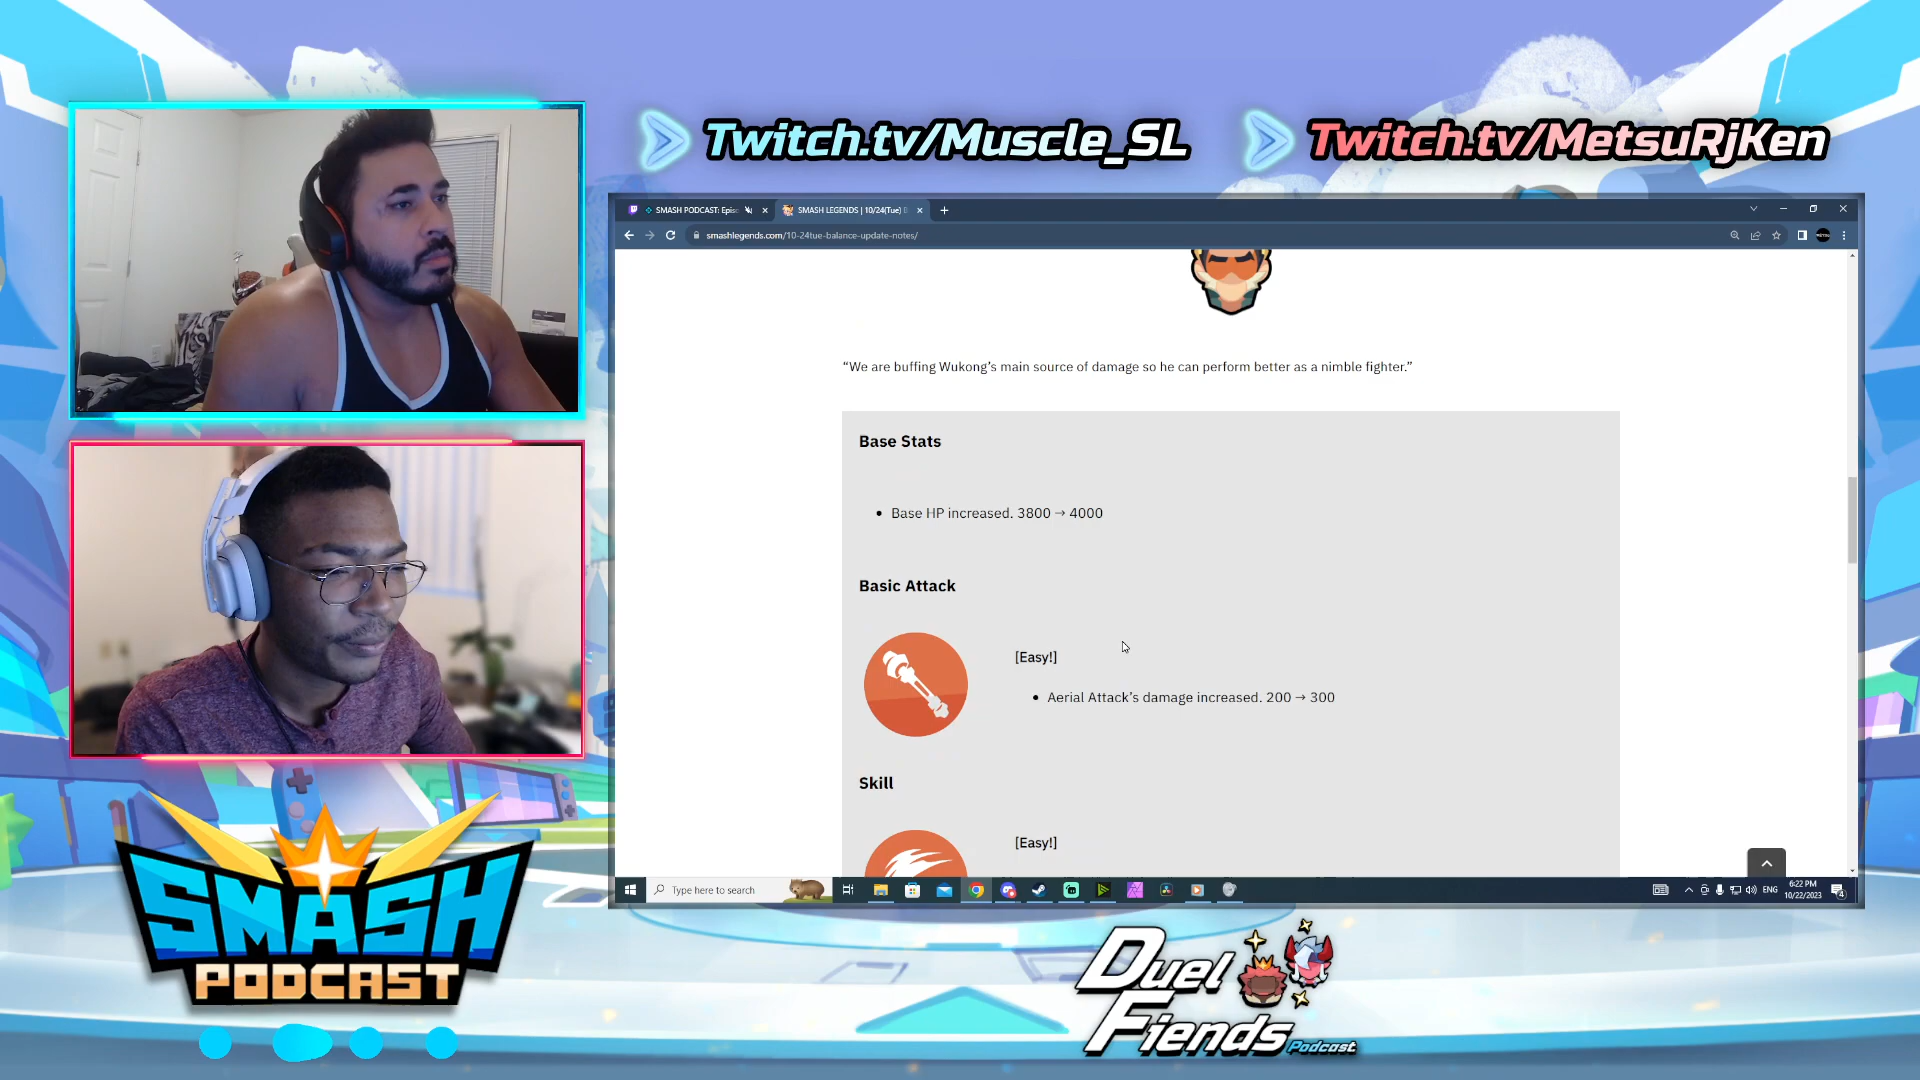 Twitch.tv/Muscle_SL
Twitch.tv/MetsuRjKen
SMASH PODCAST: Epis
SMASH LEGENDS | 10/24(Tue)
smashlegends.com/10-24tue-balance-update-notes/
“We are buffing Wukong’s main source of damage so he can perform better as a nimble fighter.”
Base Stats
• Base HP increased. 3800 → 4000
Basic Attack
[Easy!]
• Aerial Attack’s damage increased. 200 → 300
Skill
[Easy!]
Type here to search
ENG
6:22 PM
10/22/2023
4
SMASH
PODCAST
Duel
Fiends
Podcast